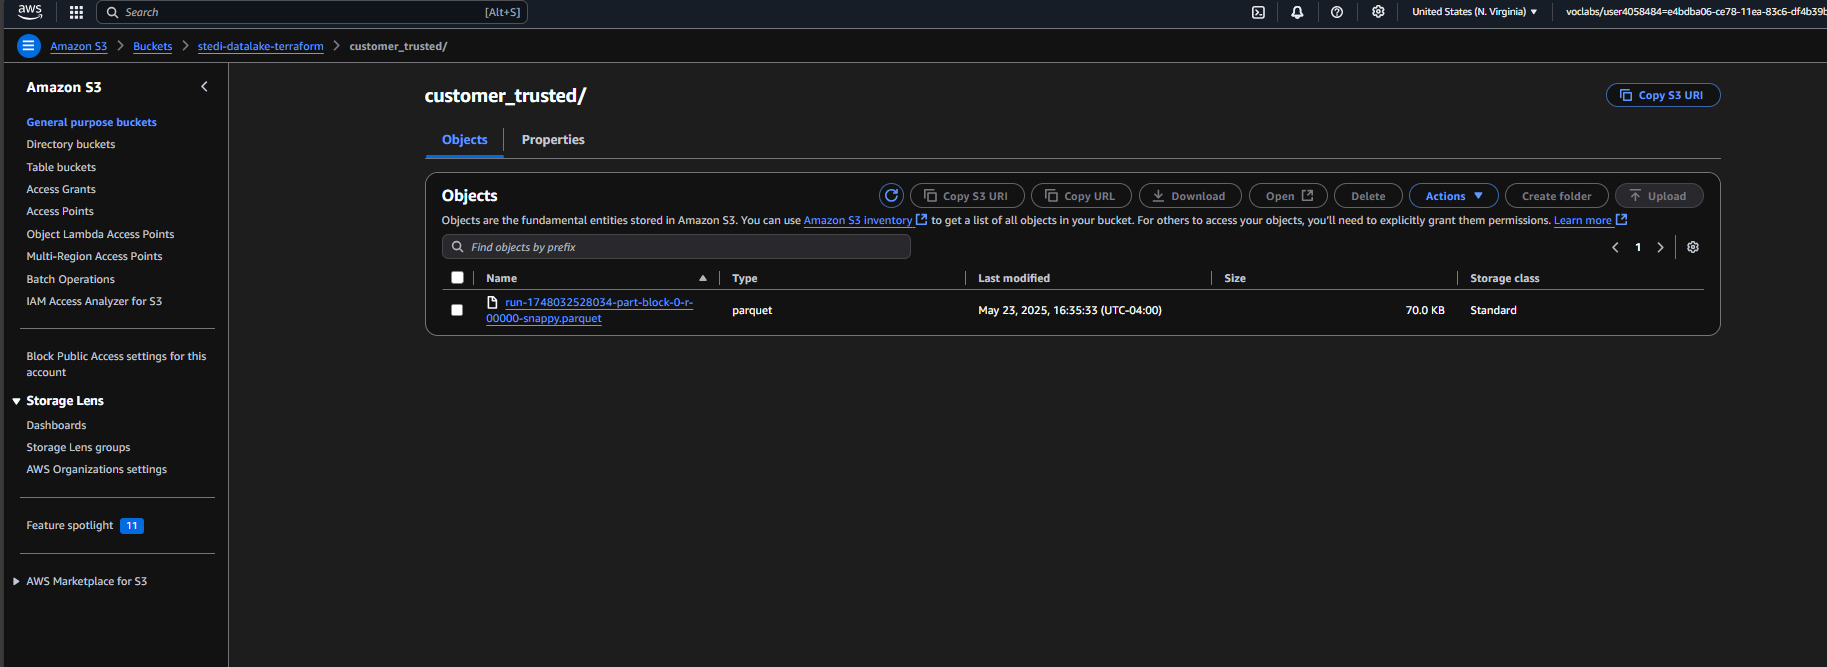 aws
Search [Alt+S]
United States (N. Virginia)
voclabs/user4058484=e4bdba06-ce78-11ea-83c6-df4b39b
Amazon S3 > Buckets > stedi-datalake-terraform > customer_trusted/
Amazon S3
General purpose buckets
Directory buckets
Table buckets
Access Grants
Access Points
Object Lambda Access Points
Multi-Region Access Points
Batch Operations
IAM Access Analyzer for S3
Block Public Access settings for this
account
Storage Lens
Dashboards
Storage Lens groups
AWS Organizations settings
Feature spotlight 11
AWS Marketplace for S3
customer_trusted/
Copy S3 URI
Objects Properties
Objects
Copy S3 URI Copy URL Download Open Delete Actions Create folder Upload
Objects are the fundamental entities stored in Amazon S3. You can use Amazon S3 inventory to get a list of all objects in your bucket. For others to access your objects, you'll need to explicitly grant them permissions. Learn more
Find objects by prefix
1
Name Type Last modified Size Storage class
run-1748032528034-part-block-0-r-
00000-snappy.parquet
parquet May 23, 2025, 16:35:33 (UTC-04:00) 70.0 KB Standard